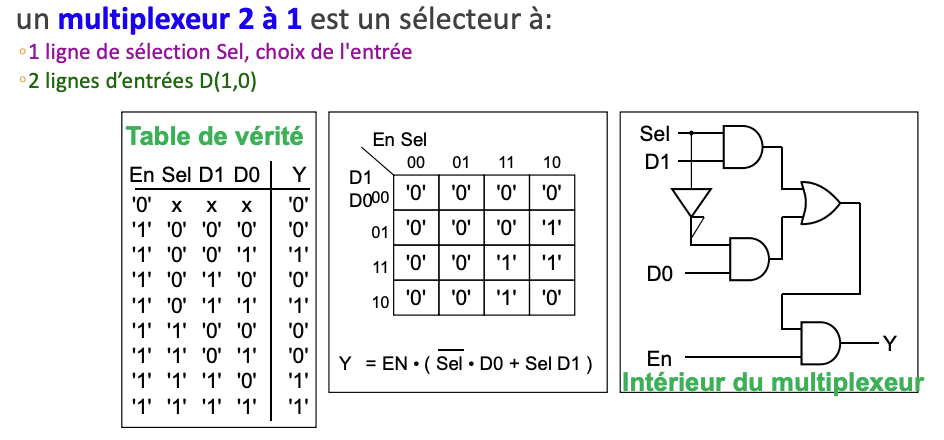 un multiplexeur 2 à 1 est un sélecteur à:
◦1 ligne de sélection Sel, choix de l'entrée
◦2 lignes d’entrées D(1,0)
Table de vérité
En Sel D1 D0 Y
'0' x x x '0'
'1' '0' '0' '0' '0'
'1' '0' '0' '1' '1'
'1' '0' '1' '0' '0'
'1' '0' '1' '1' '1'
'1' '1' '0' '0' '0'
'1' '1' '0' '1' '0'
'1' '1' '1' '0' '1'
'1' '1' '1' '1' '1'
En Sel
00 01 11 10
D1
D0
00 '0' '0' '0' '0'
01 '0' '0' '0' '1'
11 '0' '0' '1' '1'
10 '0' '0' '1' '0'
Y = EN • ( S̅e̅l̅ • D0 + Sel D1 )
Sel
D1
D0
En
Y
Intérieur du multiplexeur